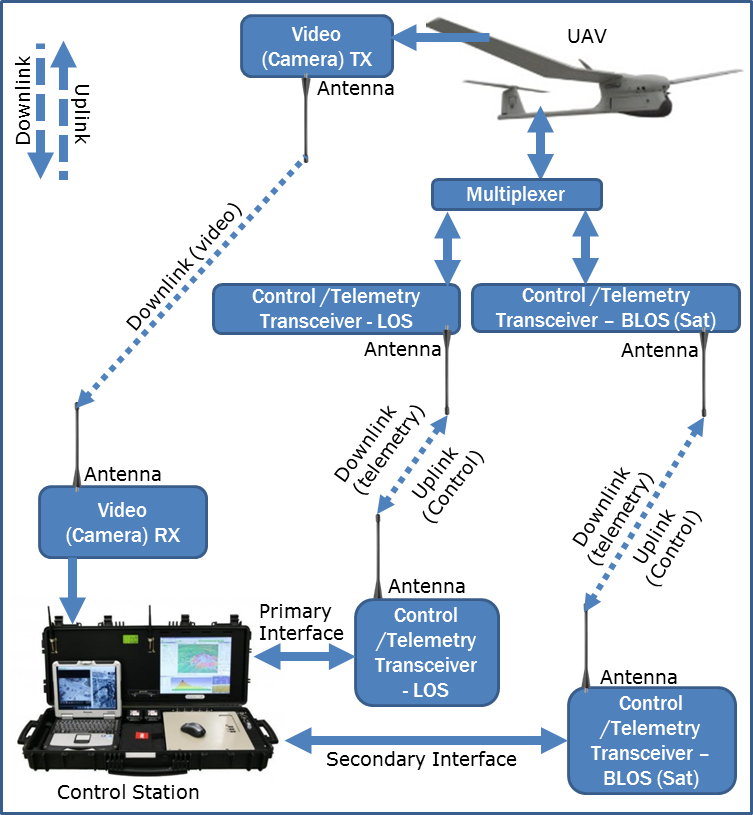 Video
(Camera) TX
UAV
Downlink
Uplink
Antenna
Multiplexer
Downlink (video)
Control /Telemetry
Transceiver - LOS
Control /Telemetry
Transceiver – BLOS (Sat)
Antenna
Antenna
Downlink
(telemetry)
Uplink
(Control)
Downlink
(telemetry)
Uplink
(Control)
Antenna
Video
(Camera) RX
Antenna
Primary
Interface
Control
/Telemetry
Transceiver
- LOS
Antenna
Control
/Telemetry
Transceiver –
BLOS (Sat)
Secondary Interface
Control Station